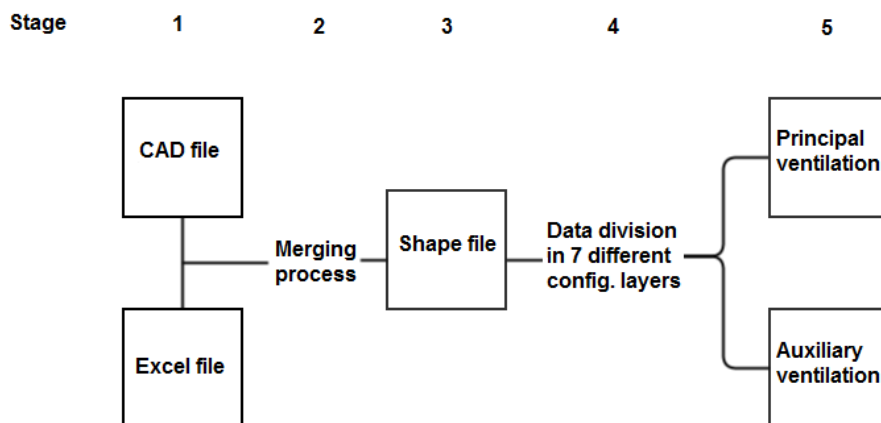 Stage 1 2 3 4 5
CAD file
Excel file
Merging
process
Shape file
Data division
in 7 different
config. layers
Principal
ventilation
Auxiliary
ventilation